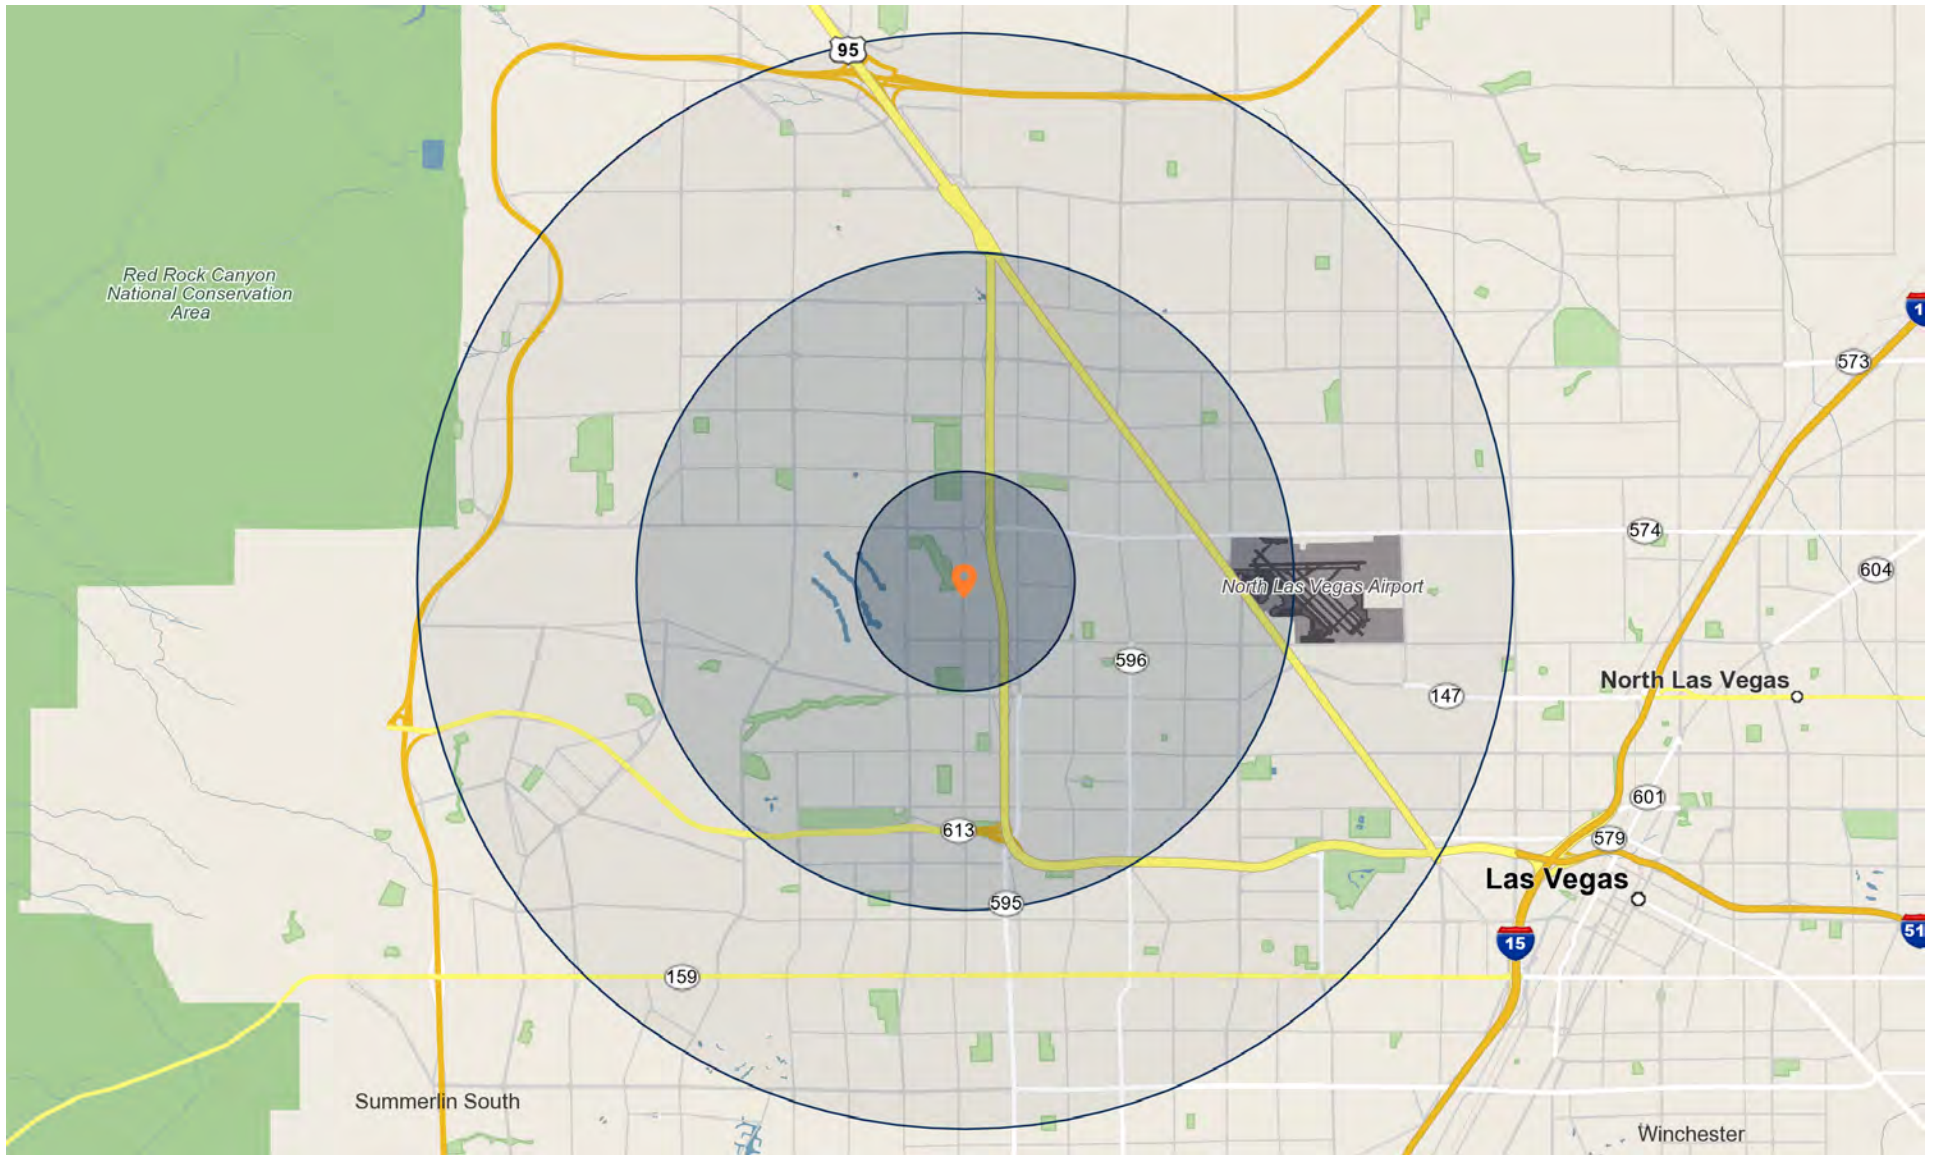 95
Red Rock Canyon
National Conservation
Area
1
573
574
604
North Las Vegas Airport
596
147
North Las Vegas
601
613
579
Las Vegas
595
51
15
159
Summerlin South
Winchester